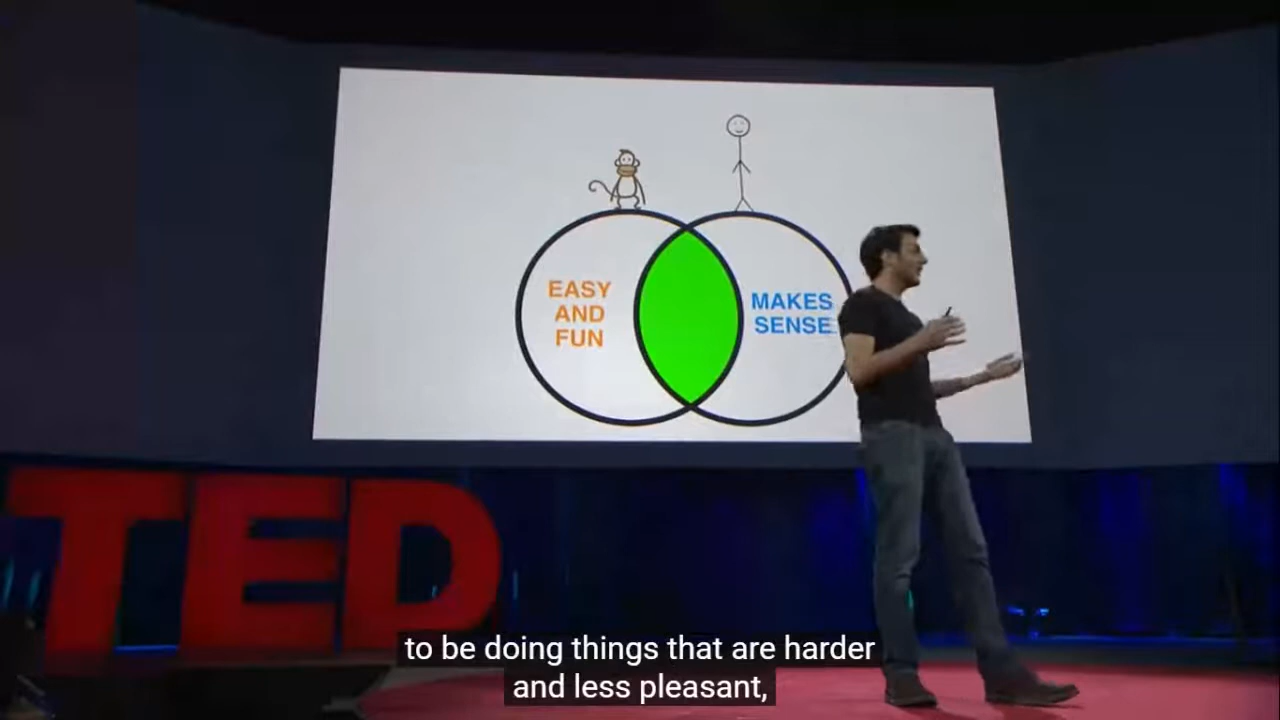 EASY
AND
FUN
MAKES
SENSE
TED
to be doing things that are harder
and less pleasant,